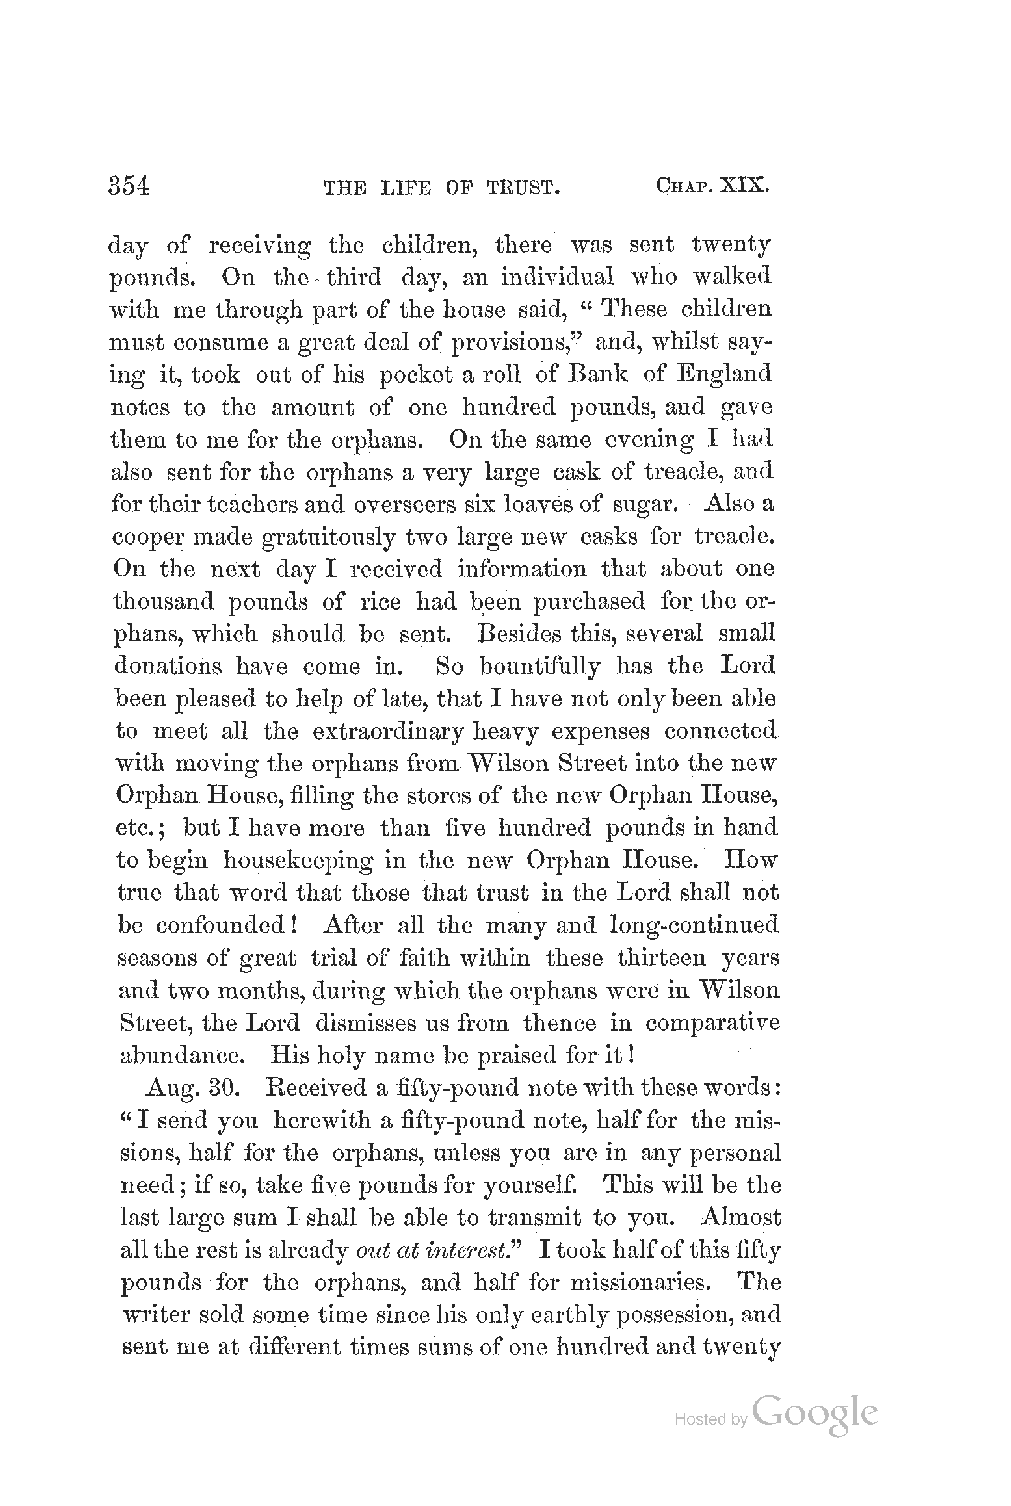 354 THE LIFE OF TRUST. CHAP. XIX.
day of receiving the children, there was sent twenty
pounds. On the third day, an individual who walked
with me through part of the house said, “ These children
must consume a great deal of provisions,” and, whilst say-
ing it, took out of his pocket a roll of Bank of England
notes to the amount of one hundred pounds, and gave
them to me for the orphans. On the same evening I had
also sent for the orphans a very large cask of treacle, and
for their teachers and overseers six loaves of sugar. Also a
cooper made gratuitously two large new casks for treacle.
On the next day I received information that about one
thousand pounds of rice had been purchased for the or-
phans, which should be sent. Besides this, several small
donations have come in. So bountifully has the Lord
been pleased to help of late, that I have not only been able
to meet all the extraordinary heavy expenses connected
with moving the orphans from Wilson Street into the new
Orphan House, filling the stores of the new Orphan House,
etc.; but I have more than five hundred pounds in hand
to begin housekeeping in the new Orphan House. How
true that word that those that trust in the Lord shall not
be confounded! After all the many and long-continued
seasons of great trial of faith within these thirteen years
and two months, during which the orphans were in Wilson
Street, the Lord dismisses us from thence in comparative
abundance. His holy name be praised for it!
Aug. 30. Received a fifty-pound note with these words:
“I send you herewith a fifty-pound note, half for the mis-
sions, half for the orphans, unless you are in any personal
need; if so, take five pounds for yourself. This will be the
last large sum I shall be able to transmit to you. Almost
all the rest is already out at interest.” I took half of this fifty
pounds for the orphans, and half for missionaries. The
writer sold some time since his only earthly possession, and
sent me at different times sums of one hundred and twenty
Hosted by Google